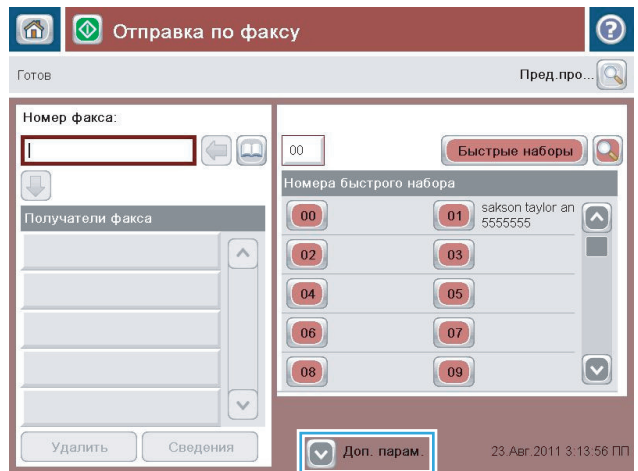 Отправка по факсу
Готов
Пред.про...
Номер факса:
00
Быстрые наборы
Номера быстрого набора
Получатели факса
00
01
sakson taylor an
5555555
02
03
04
05
06
07
08
09
Удалить
Сведения
Доп. парам.
23.Авг.2011 3:13:56 ПП